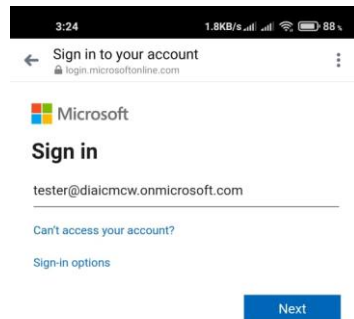 3:24 1.8KB/s 88%
Sign in to your account
login.microsoftonline.com
Microsoft
Sign in
tester@diaicmcw.onmicrosoft.com
Can't access your account?
Sign-in options
Next